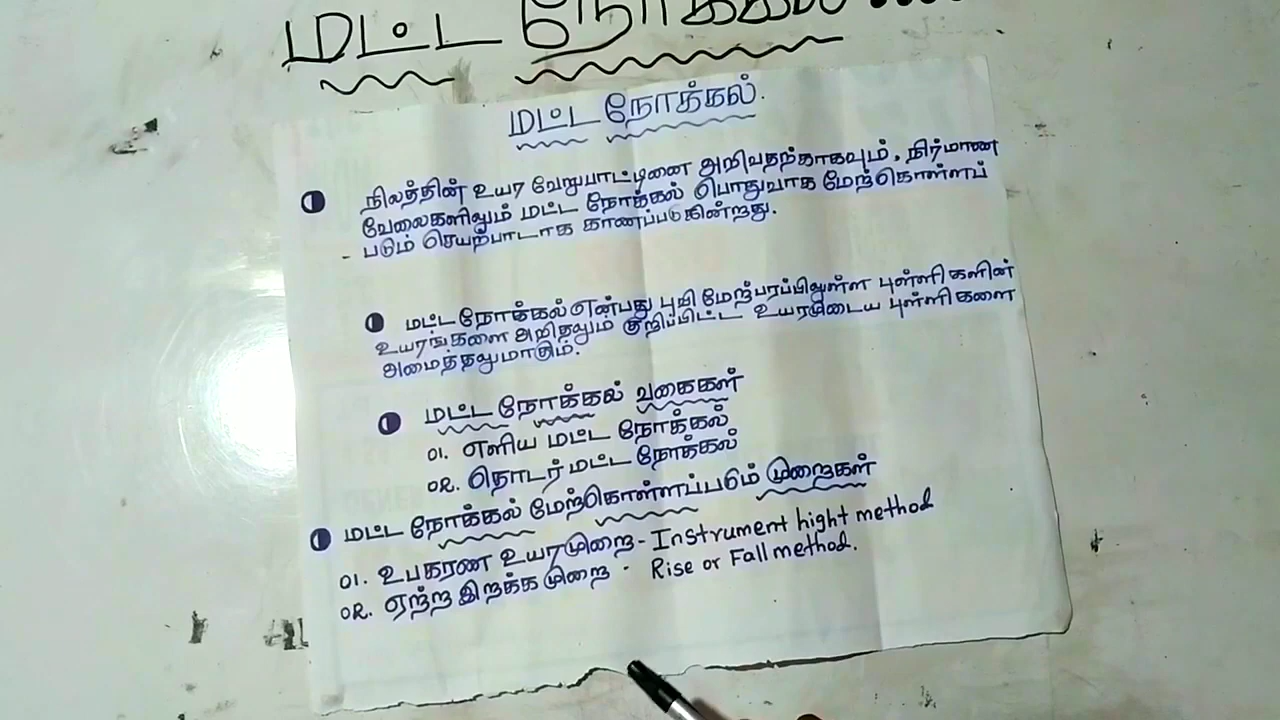 மட்ட நோக்கல்
மட்ட நோக்கல்.
நிலத்தின் உயர வேறுபாட்டினை அறிவதற்காகவும், நிர்மாண
வேலைகளிலும் மட்ட நோக்கல் பொதுவாக மேற்கொள்ளப்
படும் செயற்பாடாக காணப்படுகின்றது.
மட்ட நோக்கல் என்பது புவி மேற்பரப்பிலுள்ள புள்ளிகளின்
உயரங்களை அறிதலும் குறிப்பிட்ட உயரமுடைய புள்ளிகளை
அமைத்தலுமாகும்.
மட்ட நோக்கல் வகைகள்
01. எளிய மட்ட நோக்கல்
02. தொடர் மட்ட நோக்கல்
மட்ட நோக்கல் மேற்கொள்ளப்படும் முறைகள்
01. உபகரண உயரமுறை - Instrument hight method
02. ஏற்ற இறக்க முறை - Rise or Fall method.